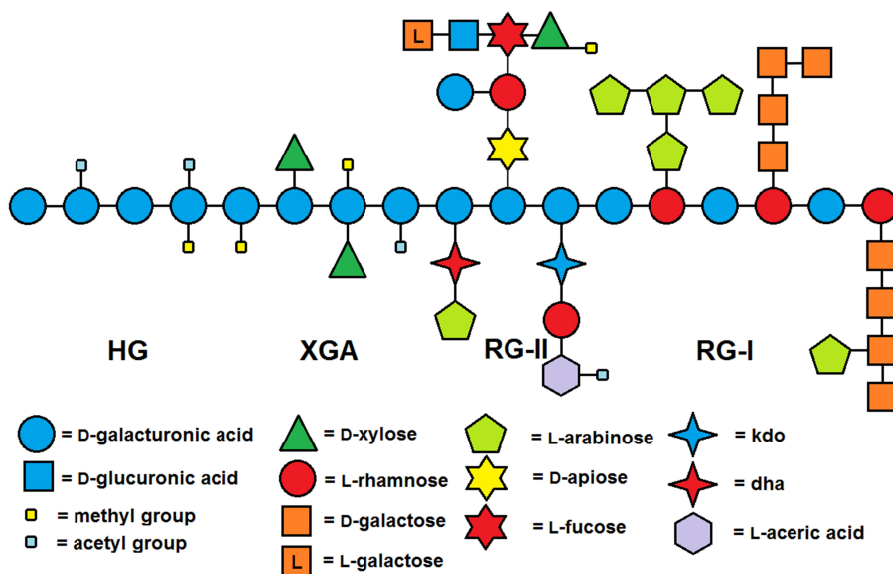 L
HG XGA RG-II RG-I
= D-galacturonic acid = D-xylose = L-arabinose = kdo
= D-glucuronic acid = L-rhamnose = D-apiose = dha
= methyl group = D-galactose = L-fucose = L-aceric acid
= acetyl group
L = L-galactose